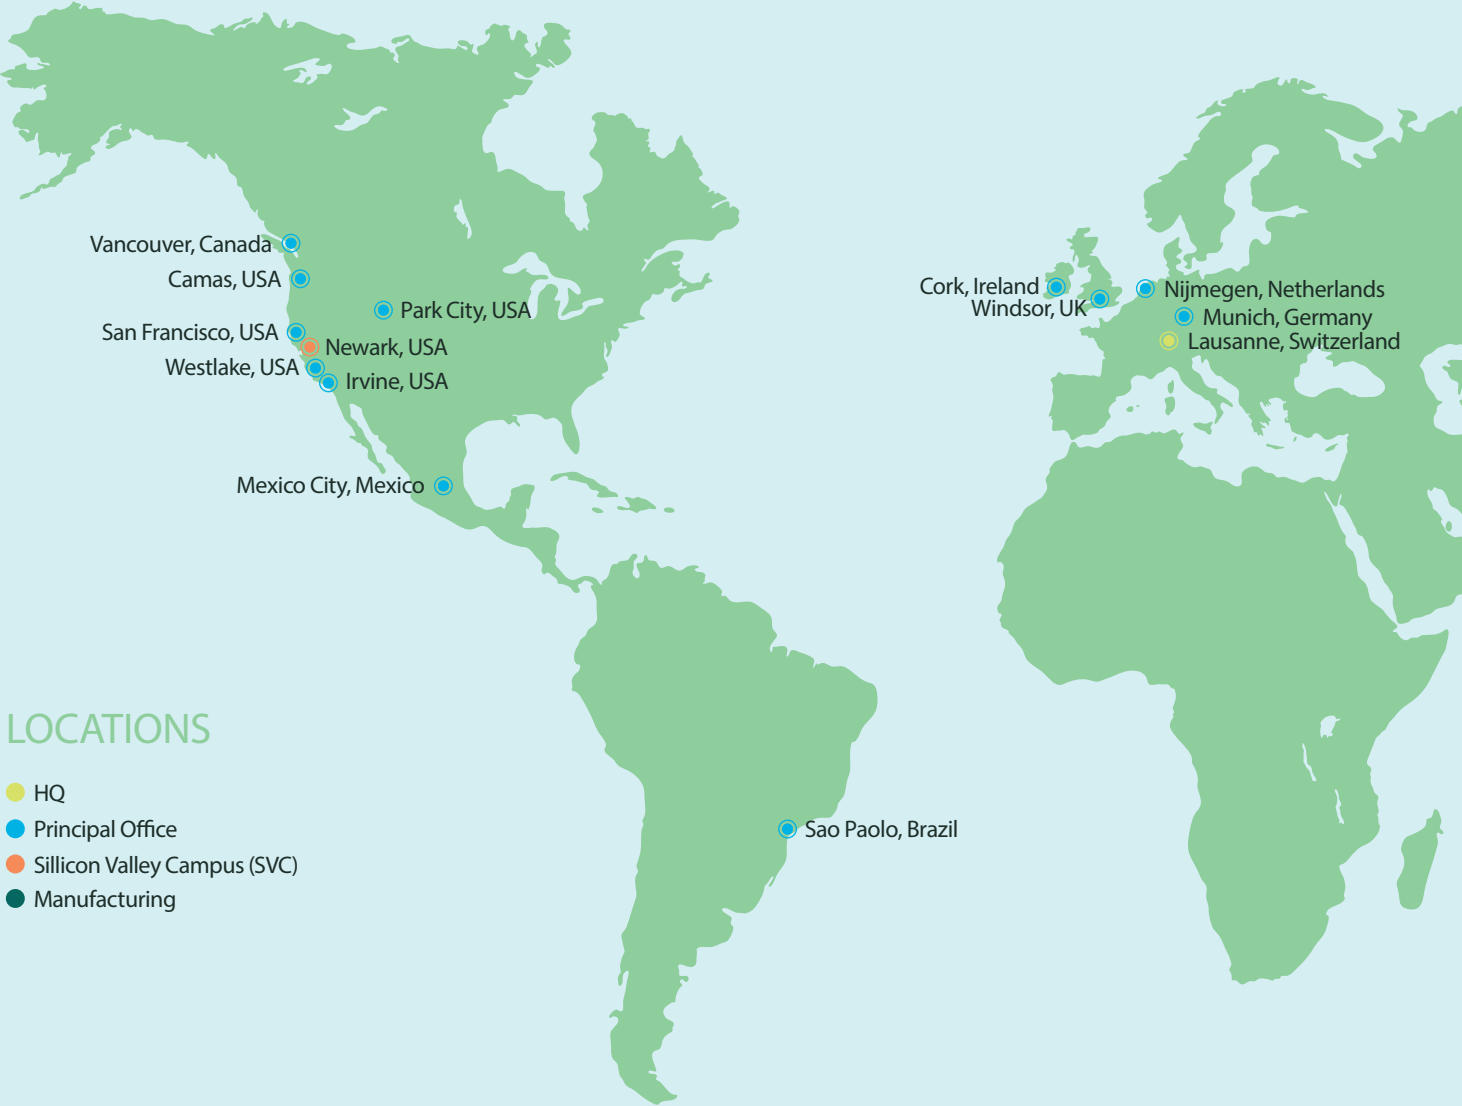 Vancouver, Canada
Camas, USA
Park City, USA
San Francisco, USA
Newark, USA
Westlake, USA
Irvine, USA
Mexico City, Mexico
Sao Paolo, Brazil
Cork, Ireland
Windsor, UK
Nijmegen, Netherlands
Munich, Germany
Lausanne, Switzerland
LOCATIONS
HQ
Principal Office
Sillicon Valley Campus (SVC)
Manufacturing